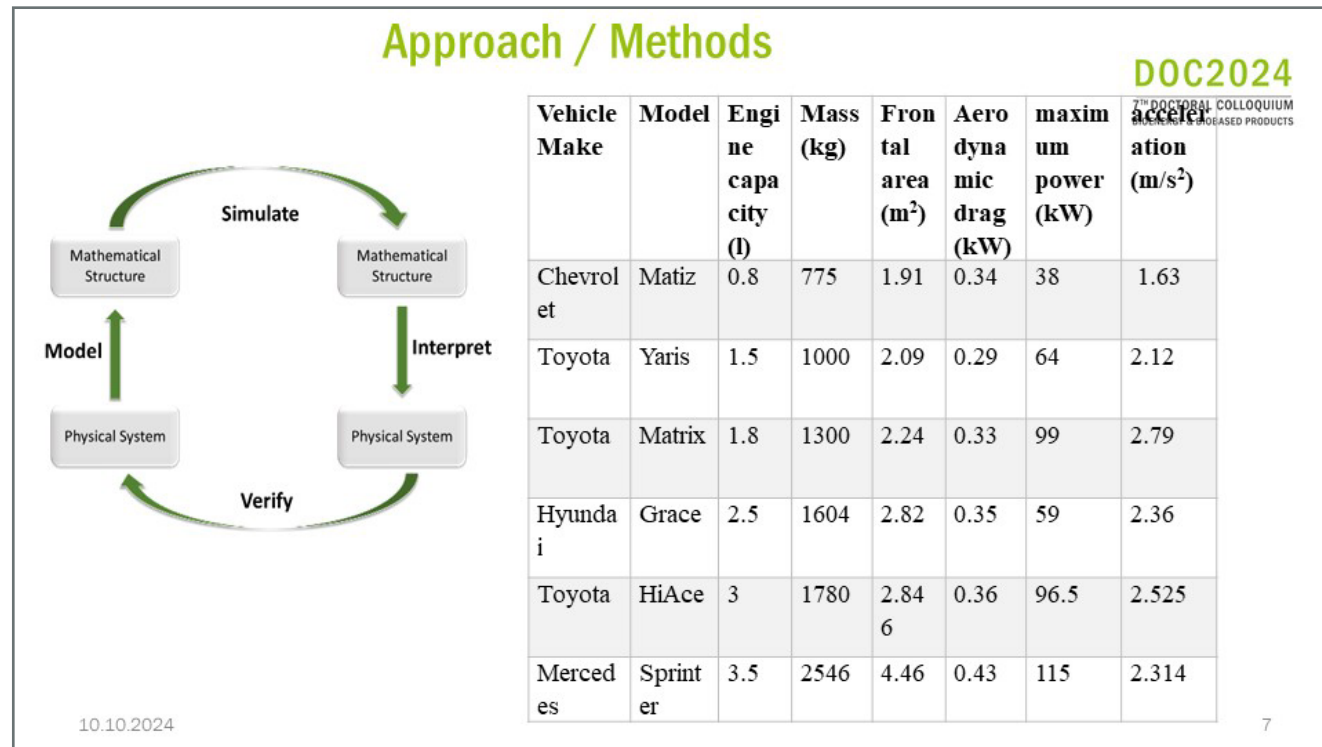 Approach / Methods
DOC2024
7TH DOCTORAL COLLOQUIUM
BIOENERGY & BIOBASED PRODUCTS
Simulate
Mathematical
Structure
Mathematical
Structure
Model
Interpret
Physical System
Physical System
Verify
Vehicle Model Engi Mass Fron Aero maxim acceler
Make ne (kg) tal dyna um ation
capa area mic power (m/s²)
city (m²) drag (kW)
(l) (kW)
Chevrol Matiz 0.8 775 1.91 0.34 38 1.63
et
Toyota Yaris 1.5 1000 2.09 0.29 64 2.12
Toyota Matrix 1.8 1300 2.24 0.33 99 2.79
Hyunda Grace 2.5 1604 2.82 0.35 59 2.36
i
Toyota HiAce 3 1780 2.84 0.36 96.5 2.525
6
Merced Sprint 3.5 2546 4.46 0.43 115 2.314
es er
10.10.2024
7